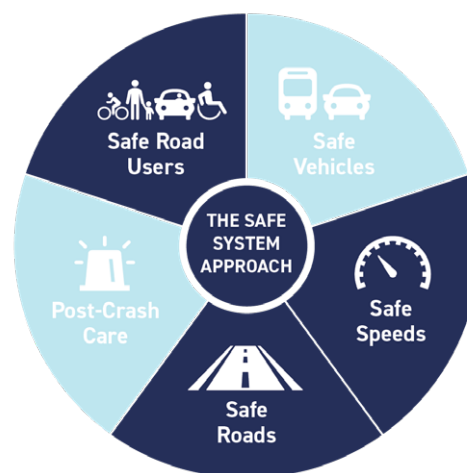 Safe Road
Users
Safe
Vehicles
THE SAFE
SYSTEM
APPROACH
Post-Crash
Care
Safe
Speeds
Safe
Roads